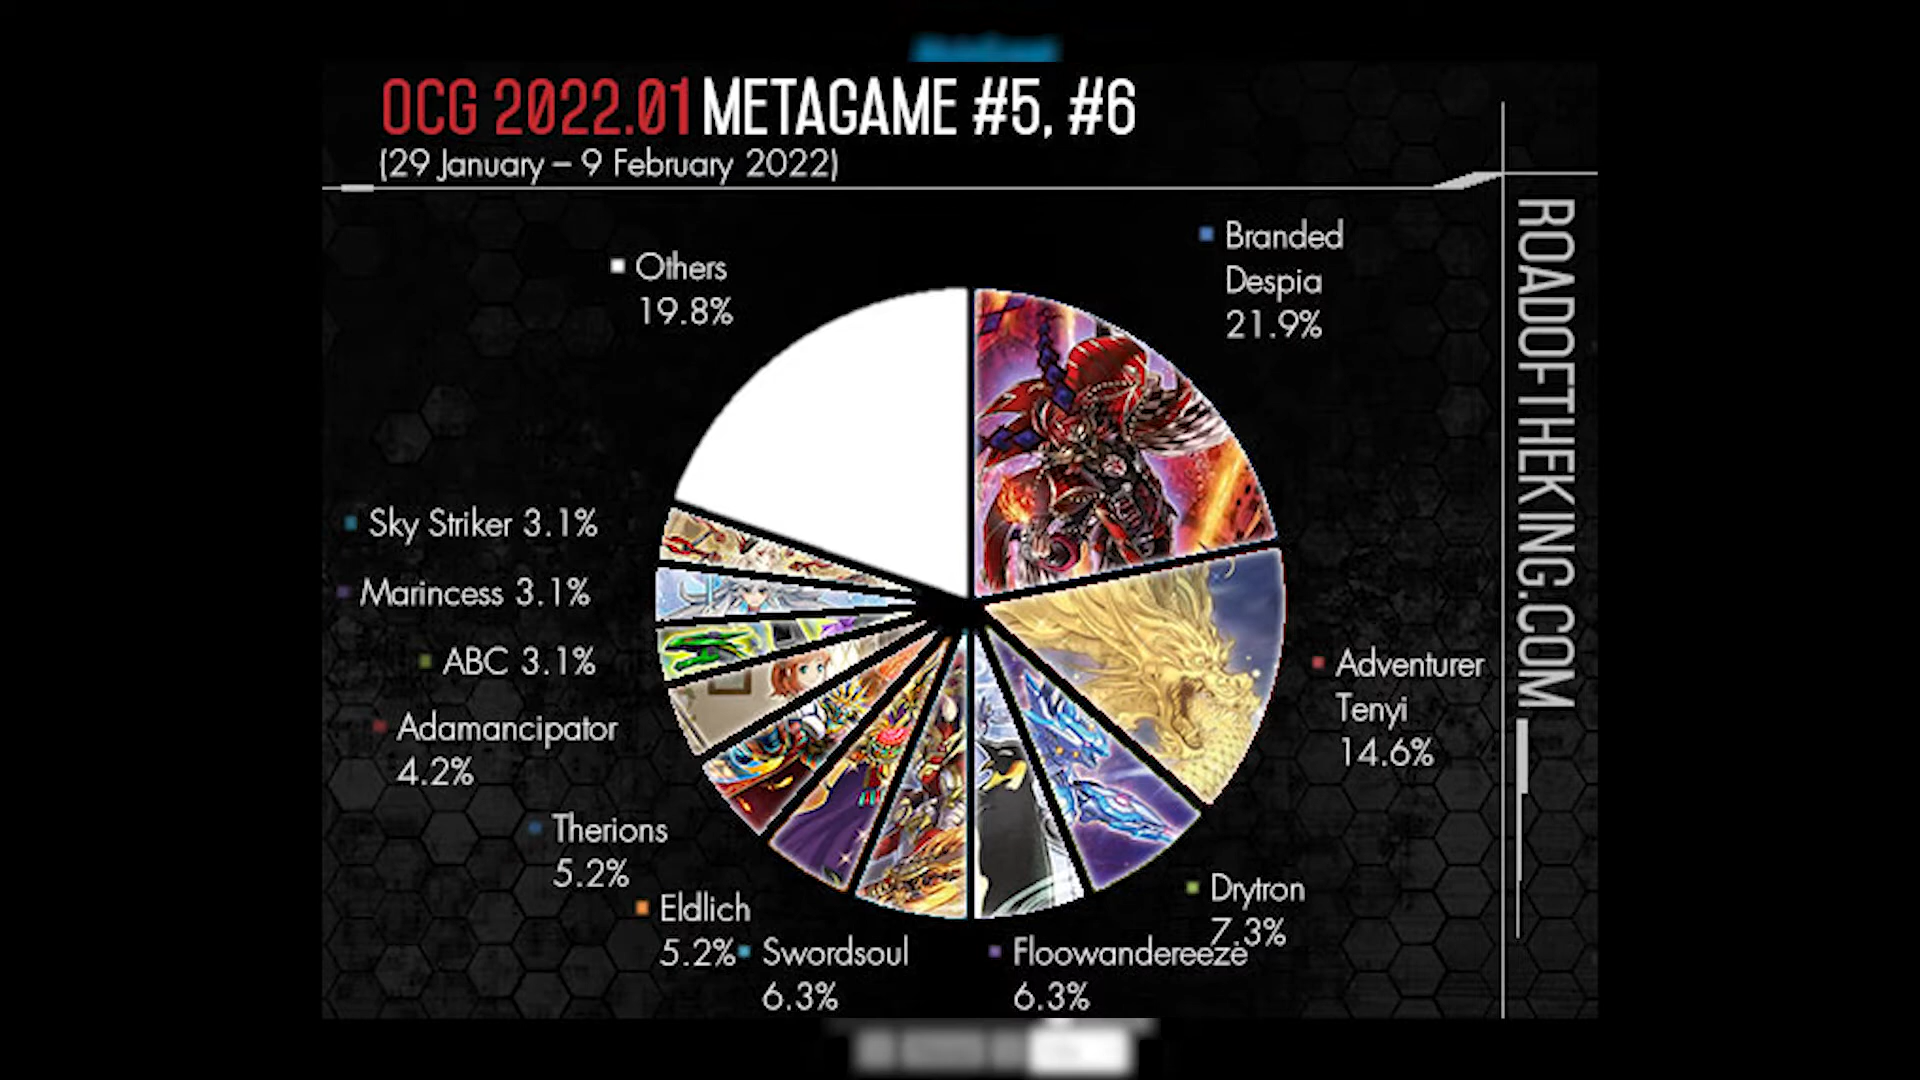 OCG 2022.01 METAGAME #5, #6
(29 January – 9 February 2022)
ROADOFTHEKING.COM
Branded
Despia
21.9%
Others
19.8%
Sky Striker 3.1%
Marincess 3.1%
ABC 3.1%
Adamancipator
4.2%
Therions
5.2%
Eldlich
5.2%
Swordsoul
6.3%
Floowandereeze
6.3%
Drytron
7.3%
Adventurer
Tenyi
14.6%